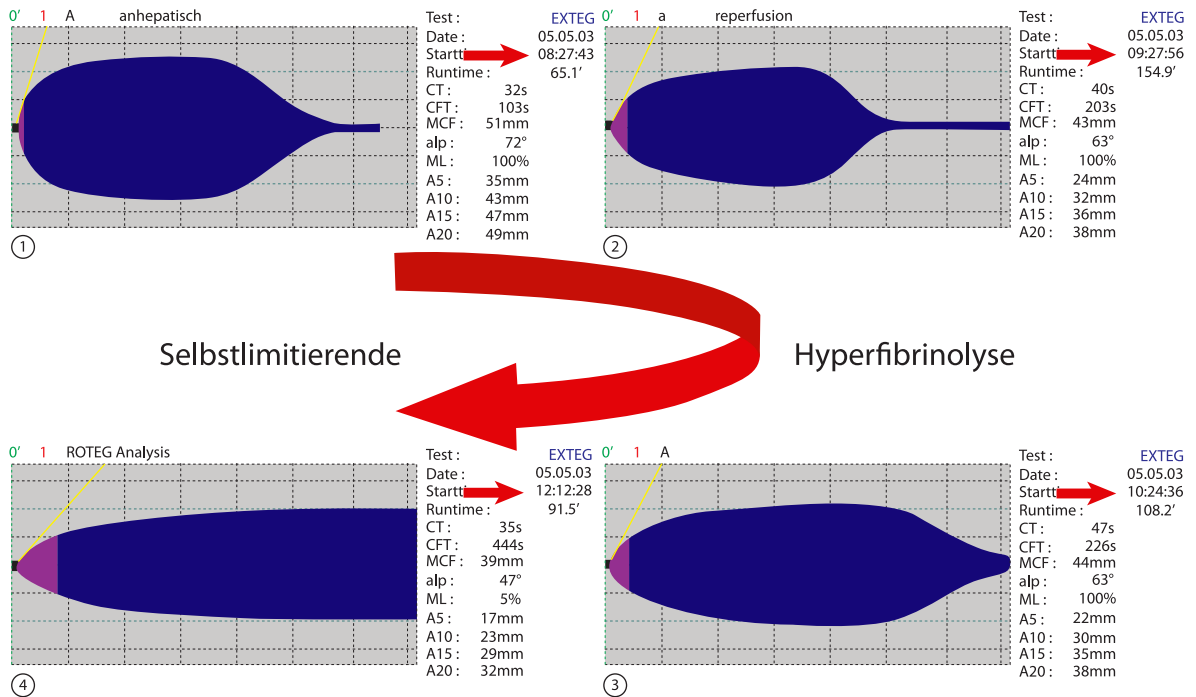 0' 1 A anhepatisch
Test : EXTEG
Date : 05.05.03
Startti 08:27:43
Runtime : 65.1'
CT : 32s
CFT : 103s
MCF : 51mm
alp : 72°
ML : 100%
A5 : 35mm
A10 : 43mm
A15 : 47mm
A20 : 49mm
1
0' 1 a reperfusion
Test : EXTEG
Date : 05.05.03
Startti 09:27:56
Runtime : 154.9'
CT : 40s
CFT : 203s
MCF : 43mm
alp : 63°
ML : 100%
A5 : 24mm
A10 : 32mm
A15 : 36mm
A20 : 38mm
2
Selbstlimitierende Hyperfibrinolyse
0' 1 ROTEG Analysis
Test : EXTEG
Date : 05.05.03
Startti 12:12:28
Runtime : 91.5'
CT : 35s
CFT : 444s
MCF : 39mm
alp : 47°
ML : 5%
A5 : 17mm
A10 : 23mm
A15 : 29mm
A20 : 32mm
4
0' 1 A
Test : EXTEG
Date : 05.05.03
Startti 10:24:36
Runtime : 108.2'
CT : 47s
CFT : 226s
MCF : 44mm
alp : 63°
ML : 100%
A5 : 22mm
A10 : 30mm
A15 : 35mm
A20 : 38mm
3